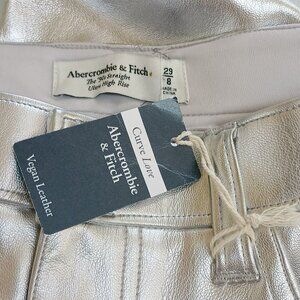 Abercrombie & Fitch
The '90s Straight
Ultra High Rise
29
8
MADE IN
CHINA
Curve Love
Abercrombie
& Fitch
Vegan Leather